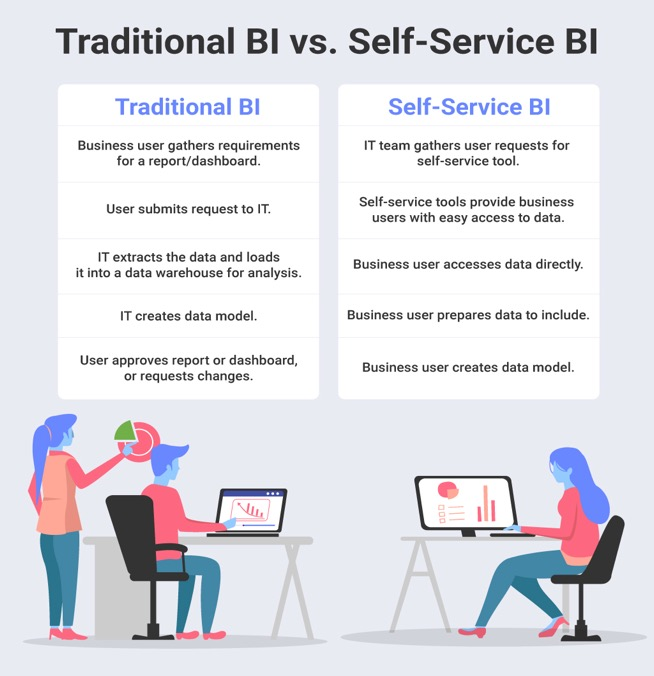 Traditional BI vs. Self-Service BI
Traditional BI
Business user gathers requirements
for a report/dashboard.
User submits request to IT.
IT extracts the data and loads
it into a data warehouse for analysis.
IT creates data model.
User approves report or dashboard,
or requests changes.
Self-Service BI
IT team gathers user requests for
self-service tool.
Self-service tools provide business
users with easy access to data.
Business user accesses data directly.
Business user prepares data to include.
Business user creates data model.